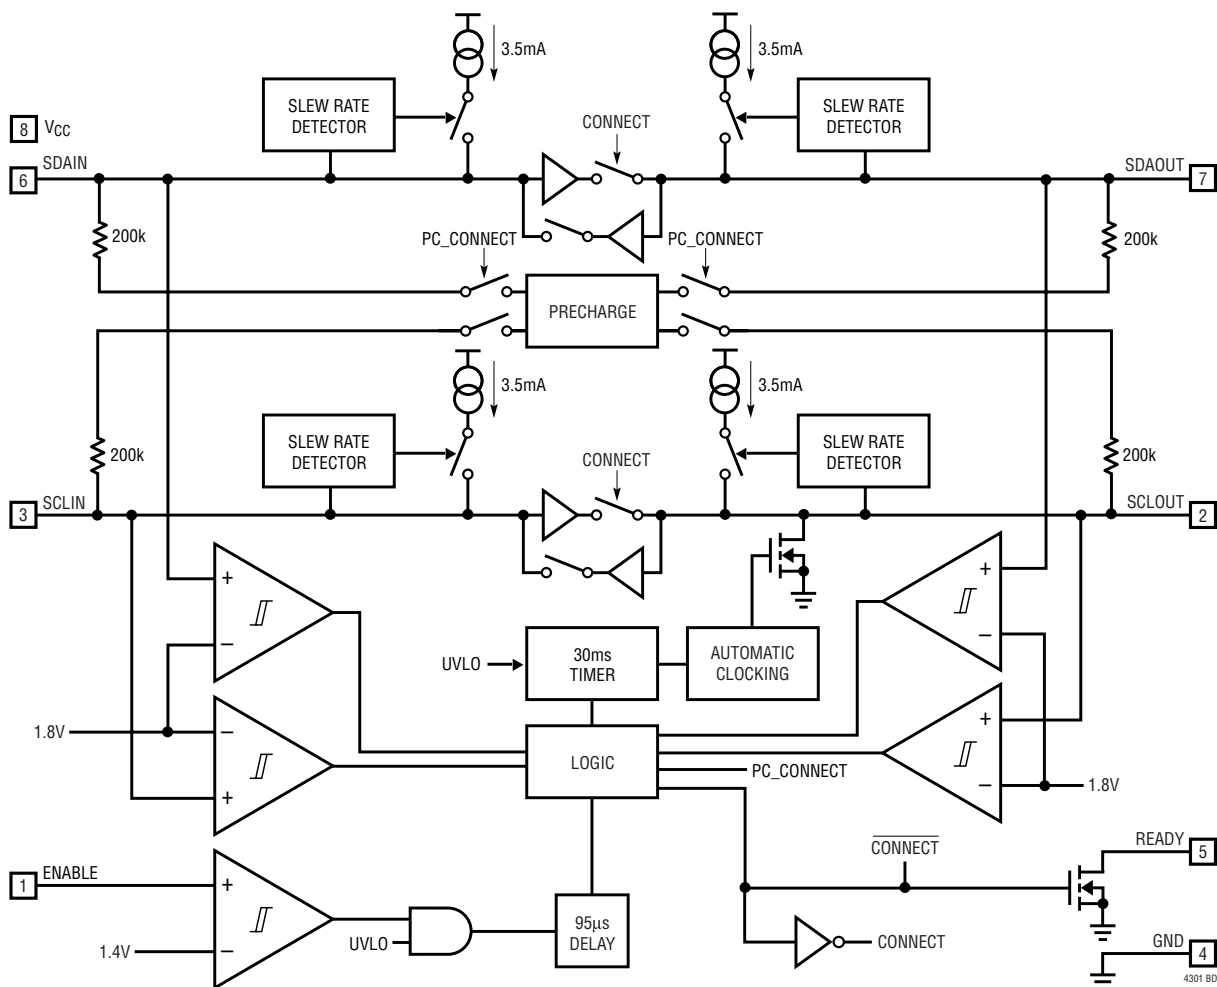 3.5mA
3.5mA
SLEW RATE
DETECTOR
SLEW RATE
DETECTOR
CONNECT
8 VCC
SDAIN
6
SDAOUT
7
200k
PC_CONNECT
PC_CONNECT
200k
PRECHARGE
3.5mA
3.5mA
SLEW RATE
DETECTOR
SLEW RATE
DETECTOR
200k
CONNECT
200k
SCLIN
3
SCLOUT
2
+
−
+
−
UVLO
30ms
TIMER
AUTOMATIC
CLOCKING
1.8V
−
+
LOGIC
PC_CONNECT
+
−
1.8V
CONNECT
READY
5
ENABLE
1
+
−
1.4V
UVLO
95µs
DELAY
CONNECT
GND
4
4301 BD